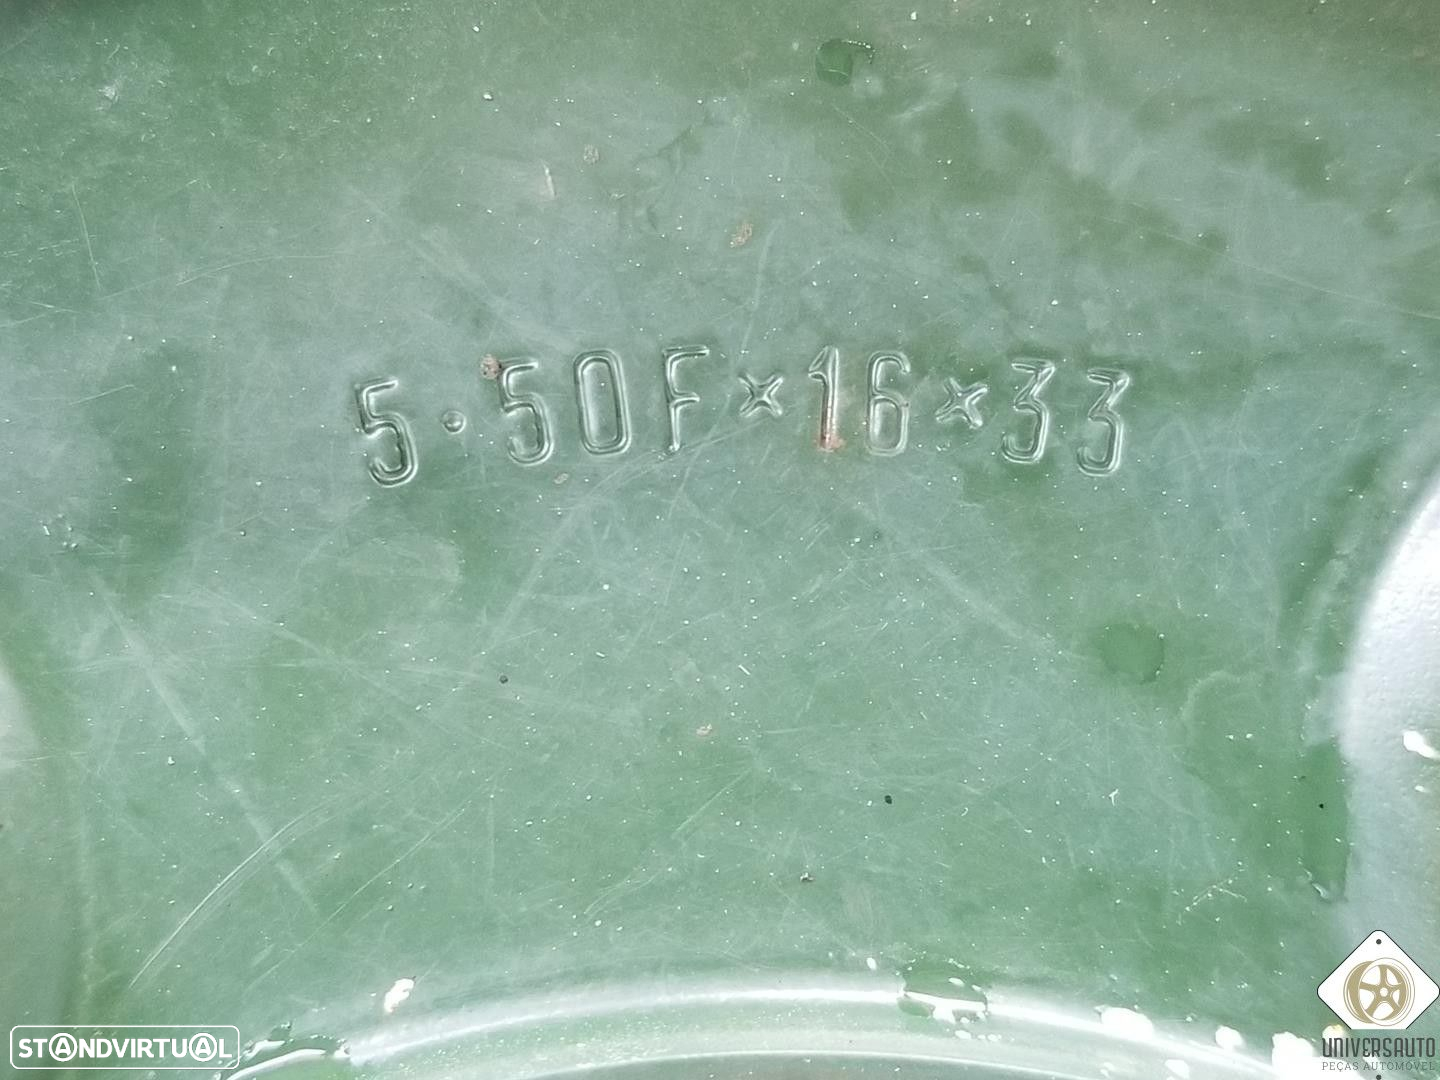 5·50F×16×33
STANDVIRTUAL
UNIVERSAUTO
PEÇAS AUTOMÓVEL